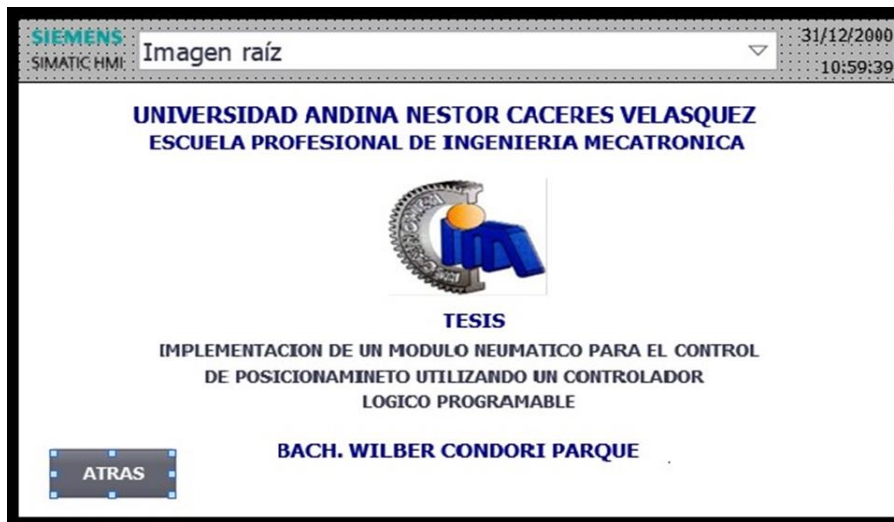 SIEMENS
SIMATIC HMI
Imagen raíz
31/12/2000
10:59:39
UNIVERSIDAD ANDINA NESTOR CACERES VELASQUEZ
ESCUELA PROFESIONAL DE INGENIERIA MECATRONICA
TESIS
IMPLEMENTACION DE UN MODULO NEUMATICO PARA EL CONTROL
DE POSICIONAMINETO UTILIZANDO UN CONTROLADOR
LOGICO PROGRAMABLE
BACH. WILBER CONDORI PARQUE
ATRAS